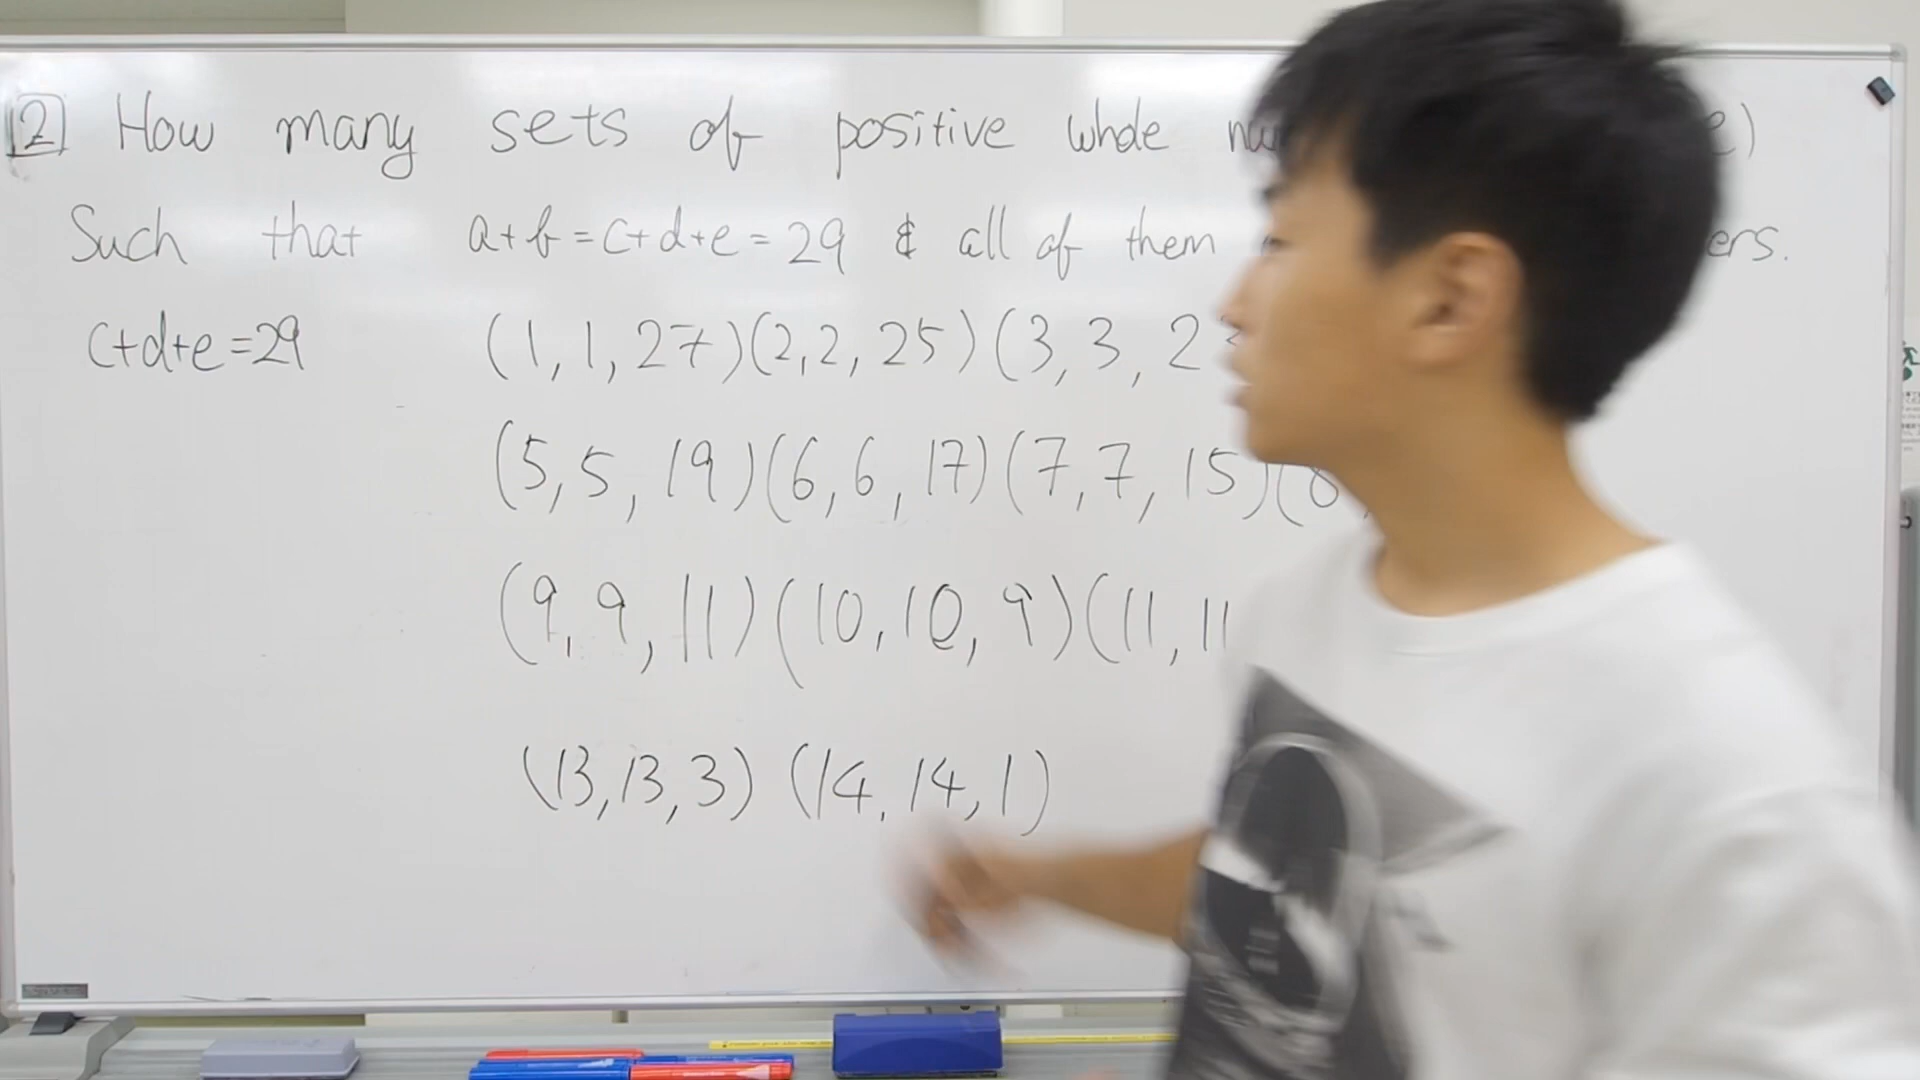 2 How many sets of positive whole e)
Such that a+b=c+d+e=29 & all of them ers.
c+d+e=29 (1,1,27)(2,2,25)(3,3,2
(5,5,19)(6,6,17)(7,7,15)(8,
(9,9,11)(10,10,9)(11,11
(13,13,3)(14,14,1)